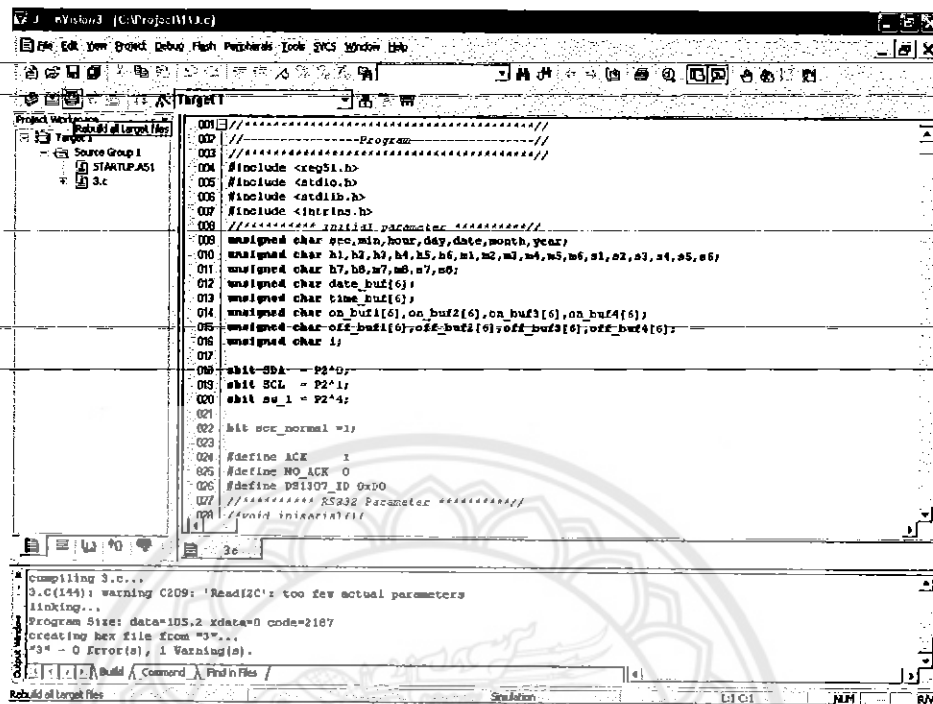 3 - µVision3 - [C:\Project\11\3.c]
File Edit View Project Debug Flash Peripherals Tools SVCS Window Help
Target 1
Project Workspace
Rebuild all target files
Target 1
Source Group 1
STARTUP.A51
3.c
001 //*****************************************//
002 //----------------Program----------------//
003 //*****************************************//
004 #include <reg51.h>
005 #include <stdio.h>
006 #include <stdlib.h>
007 #include <intrins.h>
008 //********** initial parameter **********//
009 unsigned char sec,min,hour,day,date,month,year;
010 unsigned char h1,h2,h3,h4,h5,h6,m1,m2,m3,m4,m5,m6,s1,s2,s3,s4,s5,s6;
011 unsigned char h7,h8,m7,m8,s7,s8;
012 unsigned char date_buf[6];
013 unsigned char time_buf[6];
014 unsigned char on_buf1[6],on_buf2[6],on_buf3[6],on_buf4[6];
015 unsigned char off_buf1[6],off_buf2[6],off_buf3[6],off_buf4[6];
016 unsigned char i;
017
018 sbit SDA = P2^0;
019 sbit SCL = P2^1;
020 sbit sw_1 = P2^4;
021
022 bit scr_normal =1;
023
024 #define ACK 1
025 #define NO_ACK 0
026 #define DS1307_ID 0xD0
027 //********** RS232 Parameter **********//
028 //void iniserial(){
3.c
compiling 3.c...
3.C(144): warning C209: 'ReadI2C': too few actual parameters
linking...
Program Size: data=105.2 xdata=0 code=2187
creating hex file from "3"...
"3" - 0 Error(s), 1 Warning(s).
Output Window
Build Command Find in Files
Rebuild all target files Simulation L:1 C:1 NUM R/W